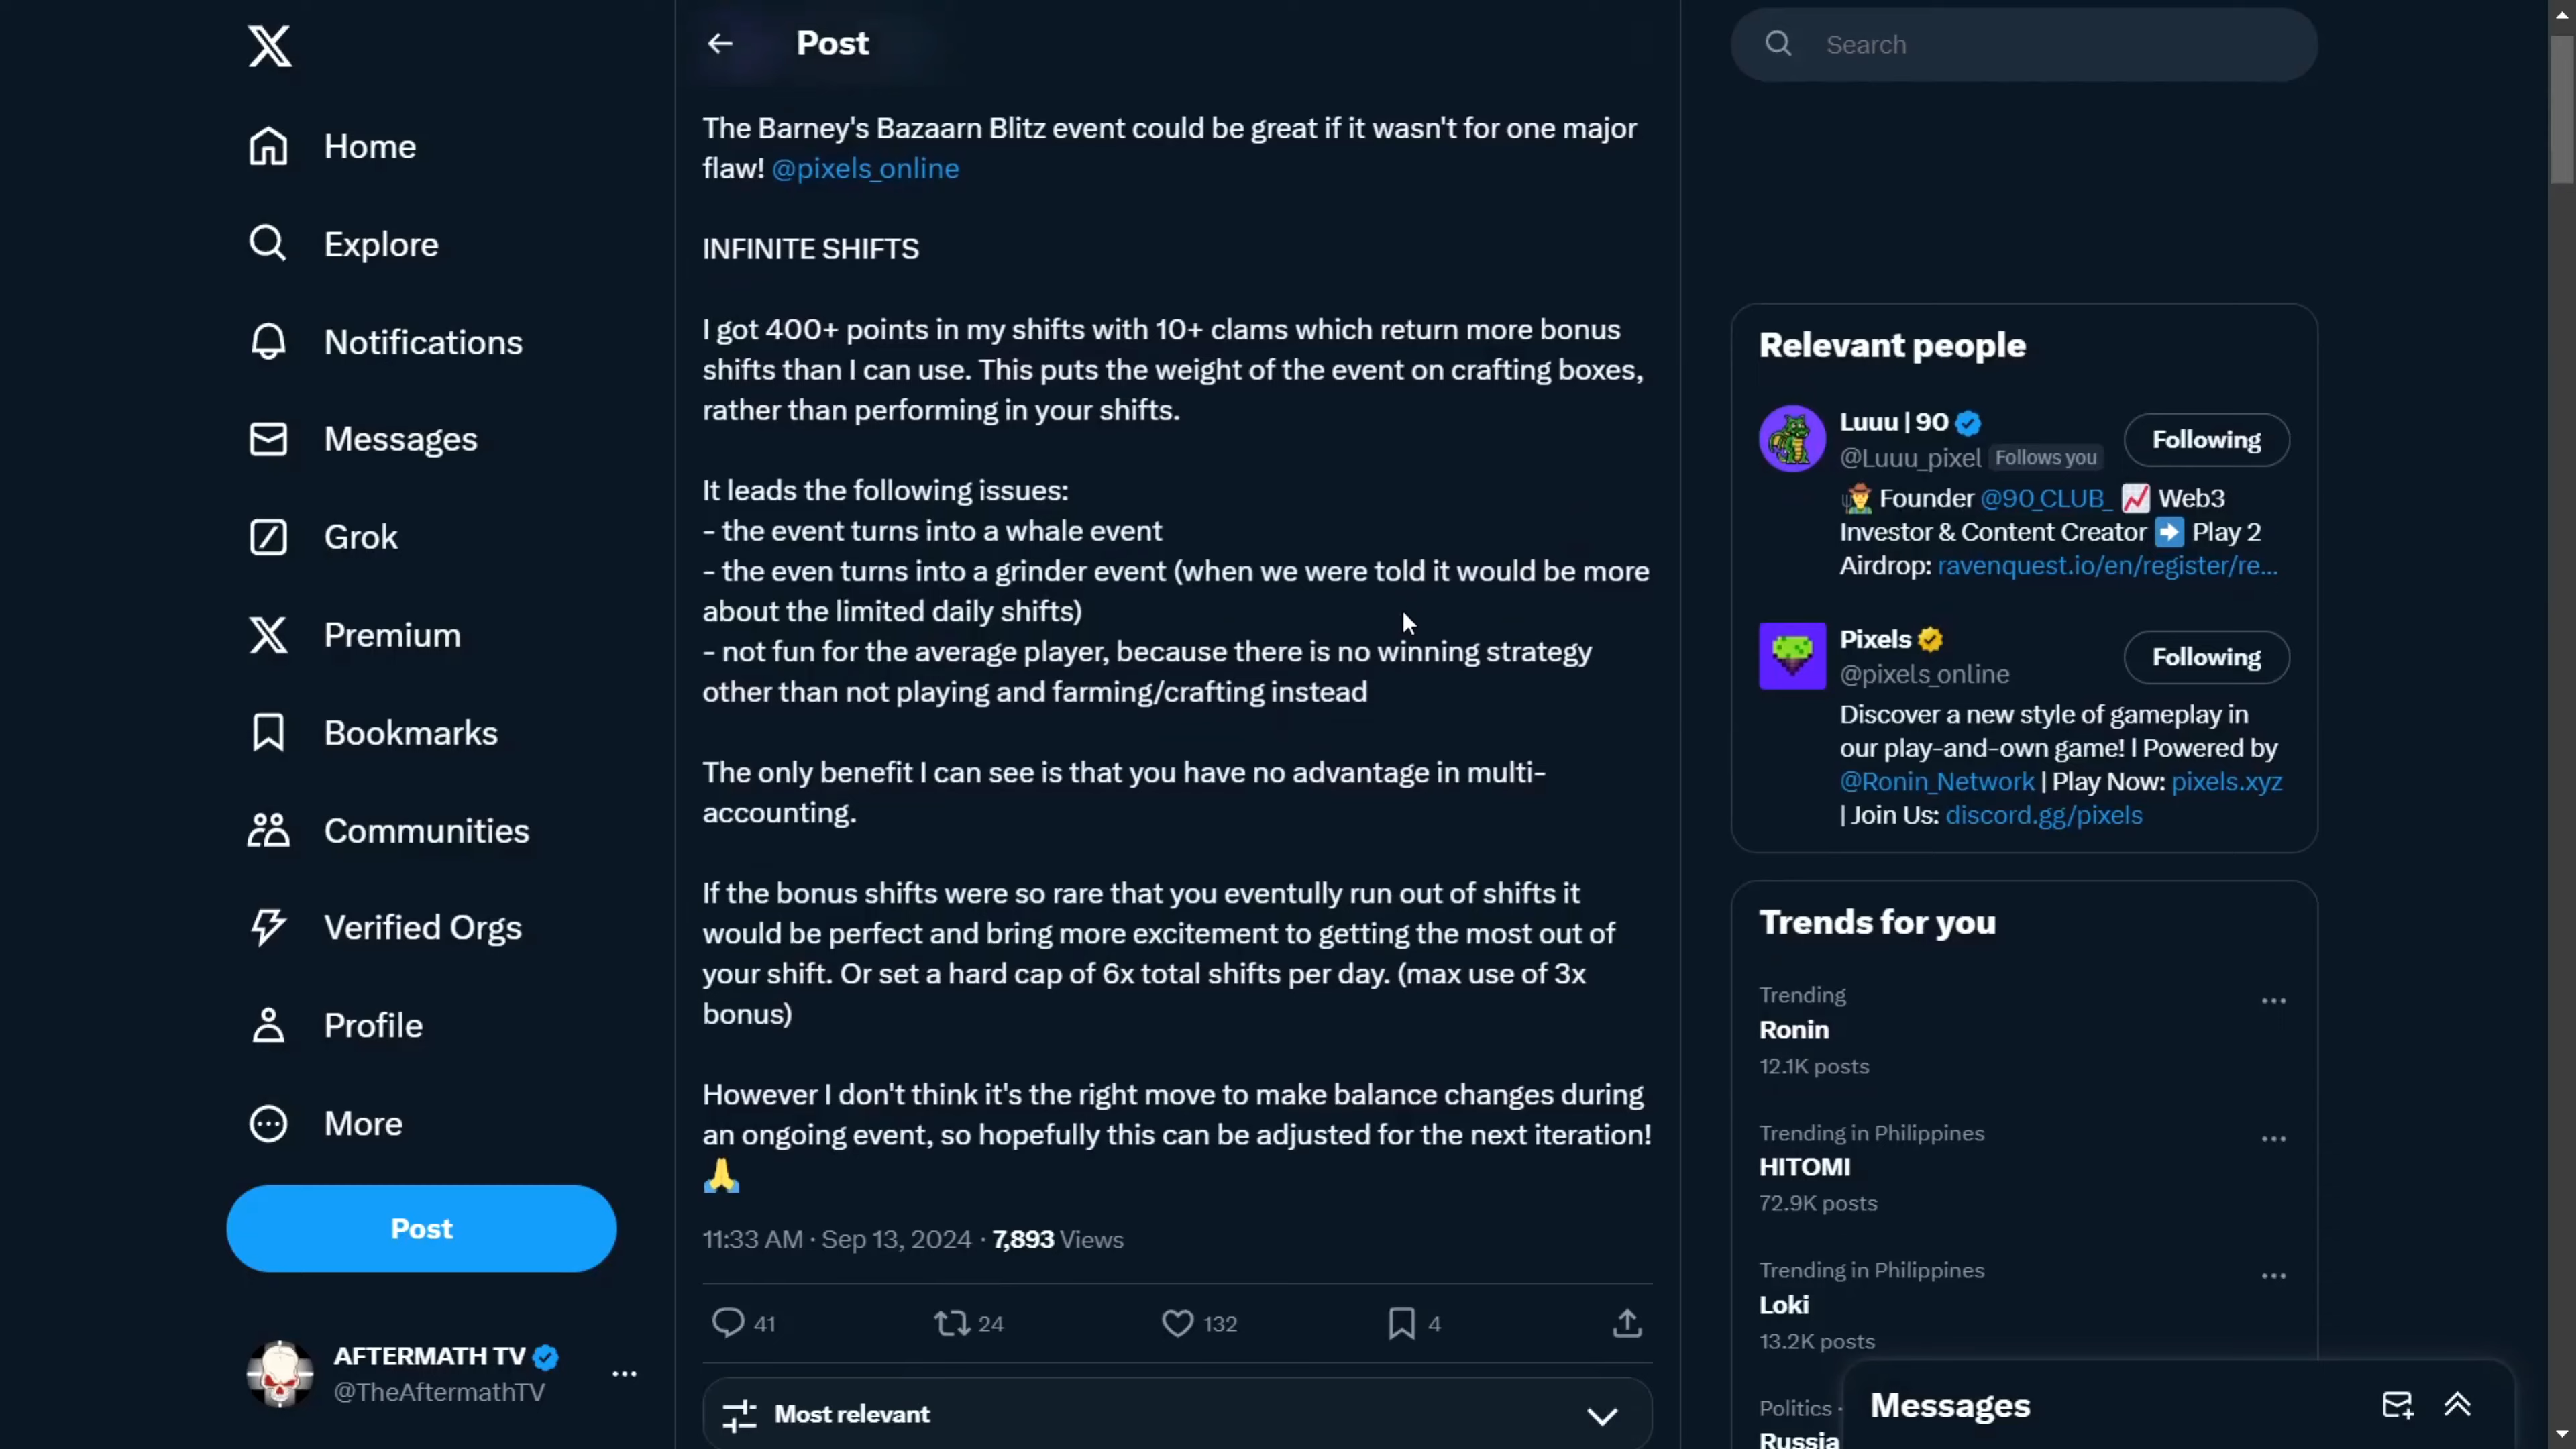 Home
Explore
Notifications
Messages
Grok
Premium
Bookmarks
Communities
Verified Orgs
Profile
More
Post
AFTERMATH TV
@TheAftermathTV
Post
The Barney's Bazaarn Blitz event could be great if it wasn't for one major
flaw! @pixels_online
INFINITE SHIFTS
I got 400+ points in my shifts with 10+ clams which return more bonus
shifts than I can use. This puts the weight of the event on crafting boxes,
rather than performing in your shifts.
It leads the following issues:
- the event turns into a whale event
- the even turns into a grinder event (when we were told it would be more
about the limited daily shifts)
- not fun for the average player, because there is no winning strategy
other than not playing and farming/crafting instead
The only benefit I can see is that you have no advantage in multi-
accounting.
If the bonus shifts were so rare that you eventully run out of shifts it
would be perfect and bring more excitement to getting the most out of
your shift. Or set a hard cap of 6x total shifts per day. (max use of 3x
bonus)
However I don't think it's the right move to make balance changes during
an ongoing event, so hopefully this can be adjusted for the next iteration!
🙏
11:33 AM · Sep 13, 2024 · 7,893 Views
41 24 132 4
Most relevant
Search
Relevant people
Luuu | 90
@Luuu_pixel Follows you
Following
🧑‍🌾 Founder @90_CLUB_ 📈 Web3
Investor & Content Creator ➡️ Play 2
Airdrop: ravenquest.io/en/register/re...
Pixels
@pixels_online
Following
Discover a new style of gameplay in
our play-and-own game! | Powered by
@Ronin_Network | Play Now: pixels.xyz
| Join Us: discord.gg/pixels
Trends for you
Trending
Ronin
12.1K posts
Trending in Philippines
HITOMI
72.9K posts
Trending in Philippines
Loki
13.2K posts
Politics ·
Russia
Messages